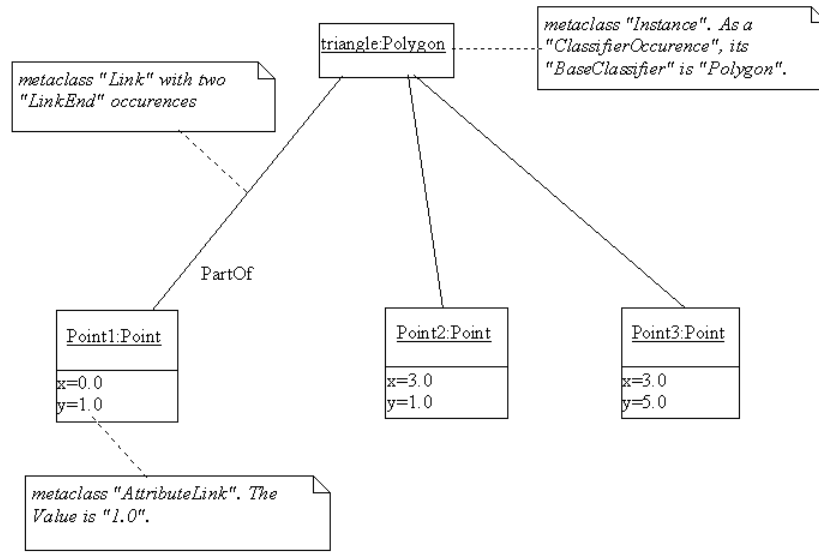 metaclass "Instance". As a
"ClassifierOccurence", its
"BaseClassifier" is "Polygon".
triangle:Polygon
metaclass "Link" with two
"LinkEnd" occurences
PartOf
Point1:Point
x=0.0
y=1.0
Point2:Point
x=3.0
y=1.0
Point3:Point
x=3.0
y=5.0
metaclass "AttributeLink". The
Value is "1.0".